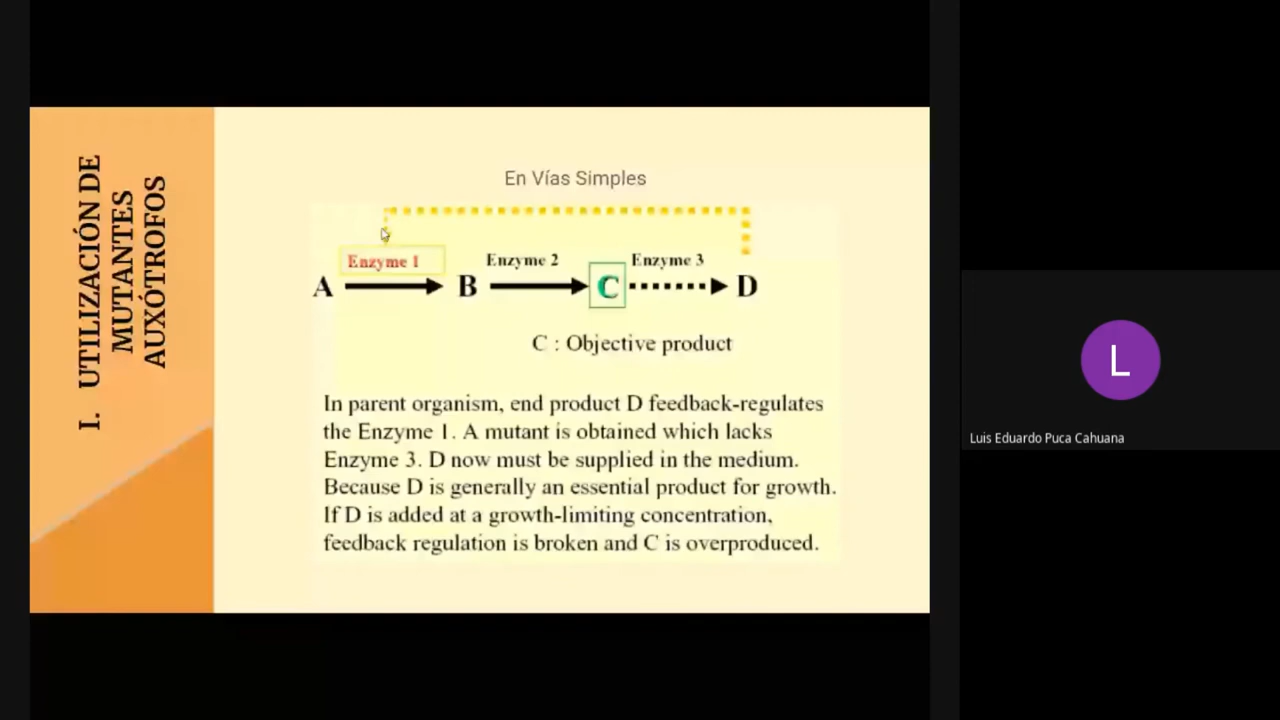 I. UTILIZACIÓN DE
MUTANTES
AUXÓTROFOS
En Vías Simples
Enzyme 1
Enzyme 2
Enzyme 3
A
B
C
D
C : Objective product
In parent organism, end product D feedback-regulates
the Enzyme 1. A mutant is obtained which lacks
Enzyme 3. D now must be supplied in the medium.
Because D is generally an essential product for growth.
If D is added at a growth-limiting concentration,
feedback regulation is broken and C is overproduced.
L
Luis Eduardo Puca Cahuana